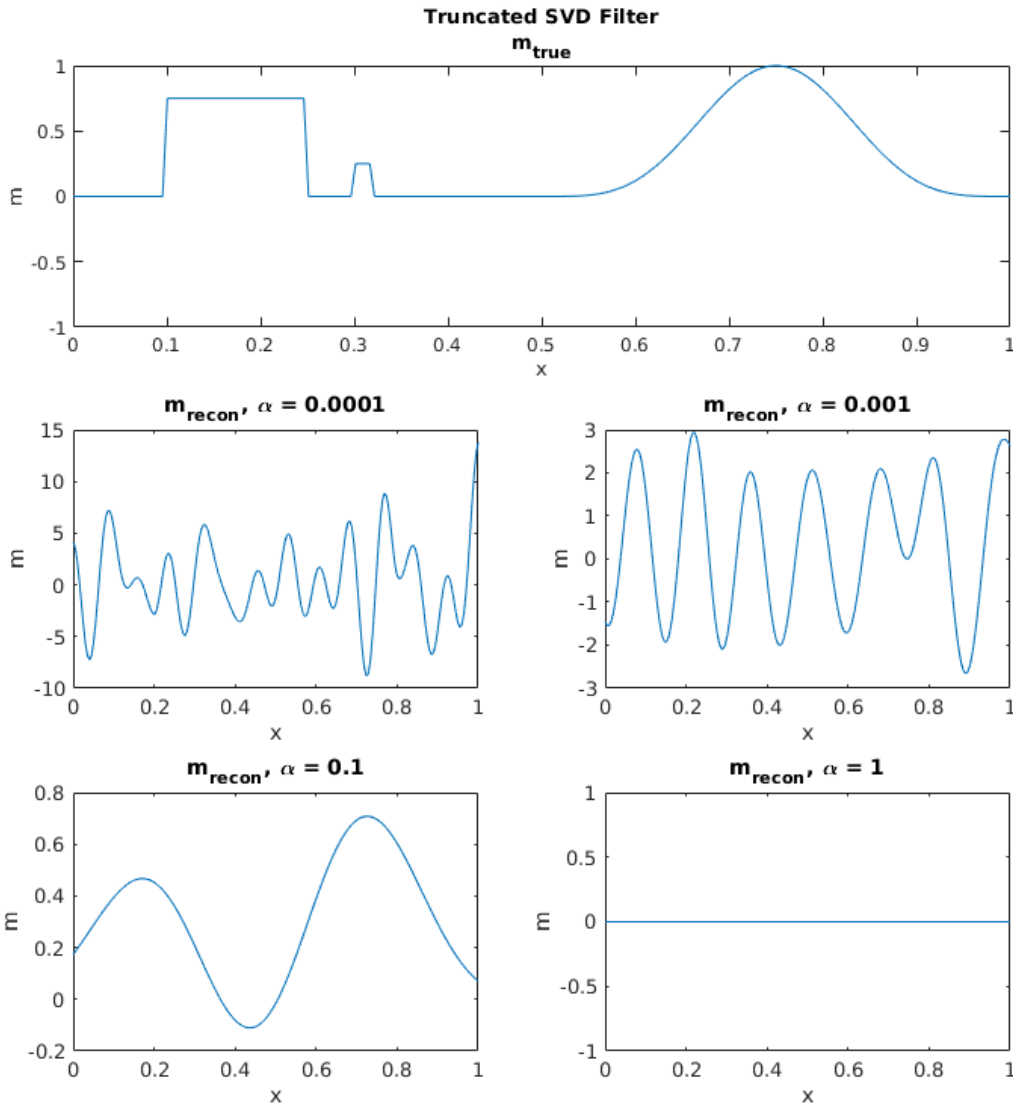 Truncated SVD Filter
m_true
1
0.5
0
-0.5
-1
m
0 0.1 0.2 0.3 0.4 0.5 0.6 0.7 0.8 0.9 1
x
m_recon, α = 0.0001
15
10
5
0
-5
-10
m
0 0.2 0.4 0.6 0.8 1
x
m_recon, α = 0.001
3
2
1
0
-1
-2
-3
m
0 0.2 0.4 0.6 0.8 1
x
m_recon, α = 0.1
0.8
0.6
0.4
0.2
0
-0.2
m
0 0.2 0.4 0.6 0.8 1
x
m_recon, α = 1
1
0.5
0
-0.5
-1
m
0 0.2 0.4 0.6 0.8 1
x